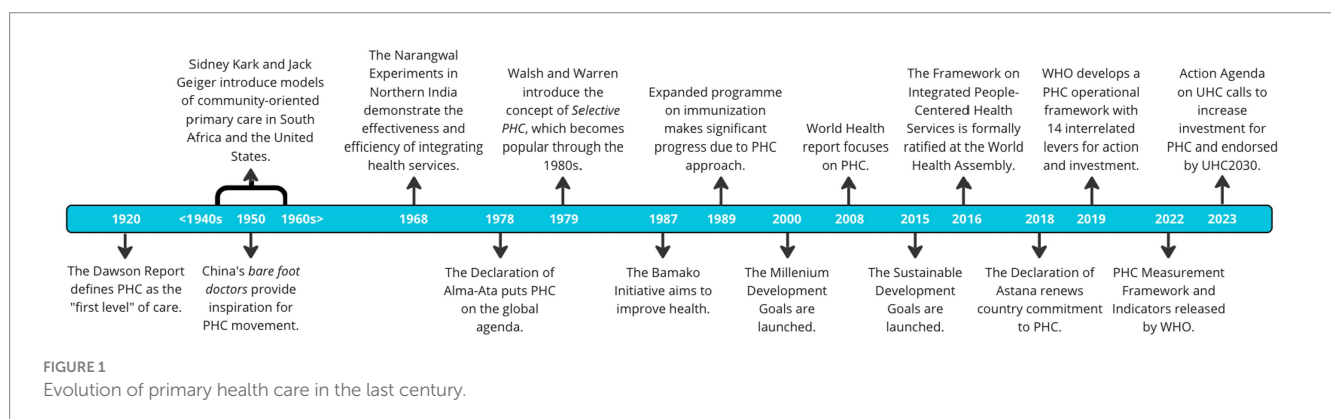 Sidney Kark and Jack
Geiger introduce models
of community-oriented
primary care in South
Africa and the United
States.
The Narangwal
Experiments in
Northern India
demonstrate the
effectiveness and
efficiency of integrating
health services.
Walsh and Warren
introduce the
concept of Selective
PHC, which becomes
popular through the
1980s.
Expanded programme
on immunization
makes significant
progress due to PHC
approach.
World Health
report focuses
on PHC.
The Framework on
Integrated People-
Centered Health
Services is formally
ratified at the World
Health Assembly.
WHO develops a
PHC operational
framework with
14 interrelated
levers for action
and investment.
Action Agenda
on UHC calls to
increase
investment for
PHC and endorsed
by UHC2030.
1920 <1940s 1950 1960s> 1968 1978 1979 1987 1989 2000 2008 2015 2016 2018 2019 2022 2023
The Dawson Report
defines PHC as the
"first level" of care.
China's bare foot
doctors provide
inspiration for
PHC movement.
The Declaration of
Alma-Ata puts PHC
on the global
agenda.
The Bamako
Initiative aims to
improve health.
The Millenium
Development
Goals are
launched.
The Sustainable
Development
Goals are
launched.
The Declaration of
Astana renews
country commitment
to PHC.
PHC Measurement
Framework and
Indicators released
by WHO.
FIGURE 1
Evolution of primary health care in the last century.